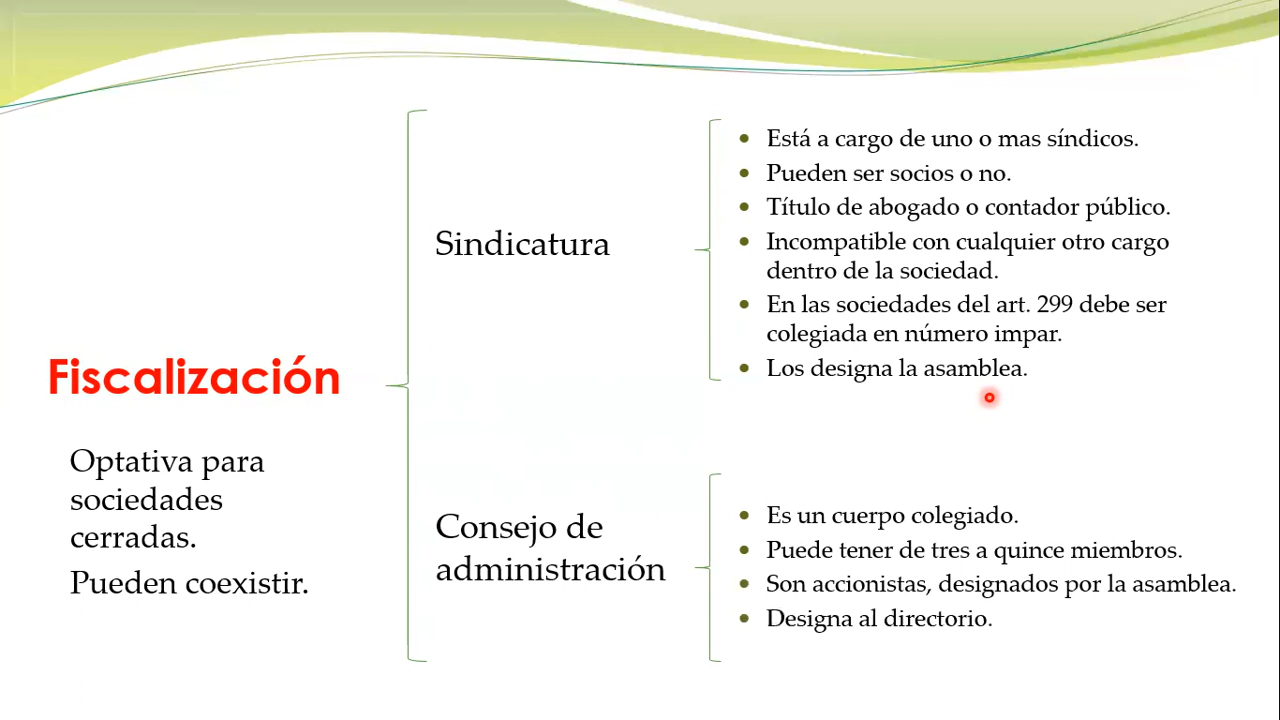 Fiscalización
Optativa para
sociedades
cerradas.
Pueden coexistir.
Sindicatura
Está a cargo de uno o mas síndicos.
Pueden ser socios o no.
Título de abogado o contador público.
Incompatible con cualquier otro cargo
dentro de la sociedad.
En las sociedades del art. 299 debe ser
colegiada en número impar.
Los designa la asamblea.
Consejo de
administración
Es un cuerpo colegiado.
Puede tener de tres a quince miembros.
Son accionistas, designados por la asamblea.
Designa al directorio.